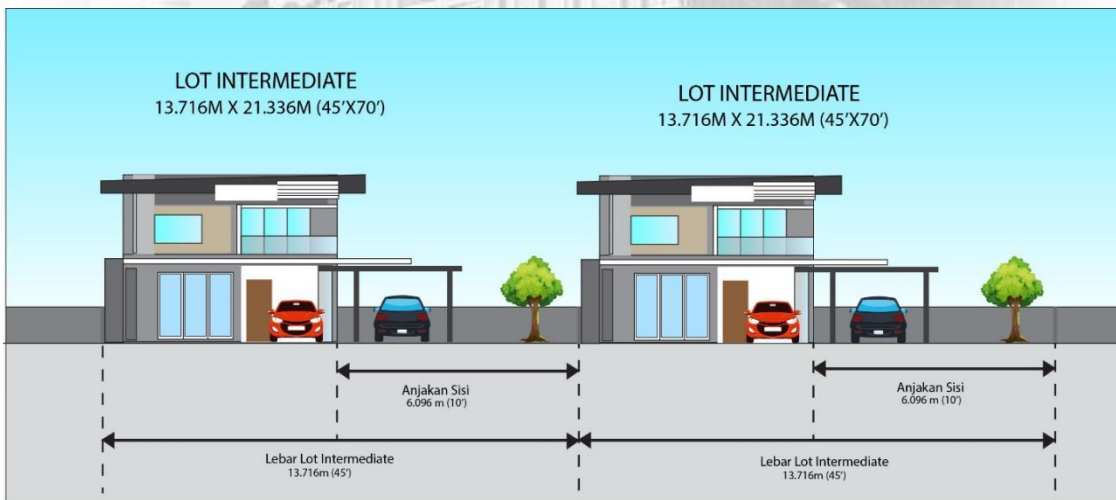 LOT INTERMEDIATE
13.716M X 21.336M (45'X70')
LOT INTERMEDIATE
13.716M X 21.336M (45'X70')
Anjakan Sisi
6.096 m (10')
Anjakan Sisi
6.096 m (10')
Lebar Lot Intermediate
13.716m (45')
Lebar Lot Intermediate
13.716m (45')